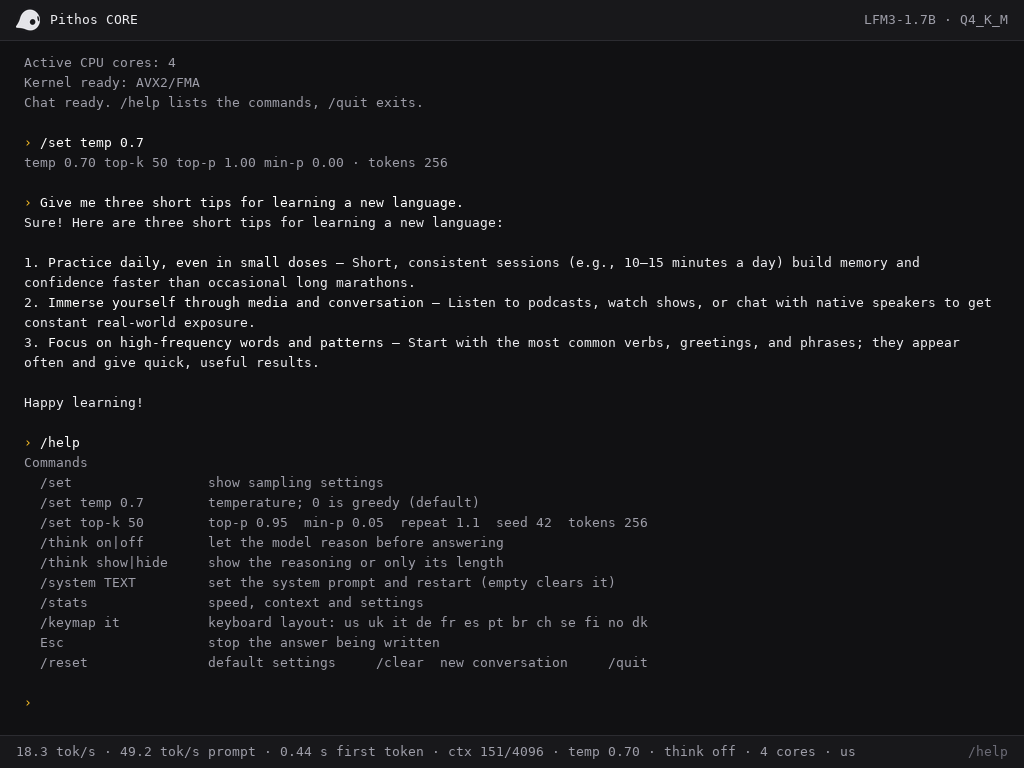 Pithos CORE LFM3-1.7B · Q4_K_M
Active CPU cores: 4
Kernel ready: AVX2/FMA
Chat ready. /help lists the commands, /quit exits.
› /set temp 0.7
temp 0.70 top-k 50 top-p 1.00 min-p 0.00 · tokens 256
› Give me three short tips for learning a new language.
Sure! Here are three short tips for learning a new language:
1. Practice daily, even in small doses — Short, consistent sessions (e.g., 10–15 minutes a day) build memory and
confidence faster than occasional long marathons.
2. Immerse yourself through media and conversation — Listen to podcasts, watch shows, or chat with native speakers to get
constant real-world exposure.
3. Focus on high-frequency words and patterns — Start with the most common verbs, greetings, and phrases; they appear
often and give quick, useful results.
Happy learning!
› /help
Commands
/set show sampling settings
/set temp 0.7 temperature; 0 is greedy (default)
/set top-k 50 top-p 0.95 min-p 0.05 repeat 1.1 seed 42 tokens 256
/think on|off let the model reason before answering
/think show|hide show the reasoning or only its length
/system TEXT set the system prompt and restart (empty clears it)
/stats speed, context and settings
/keymap it keyboard layout: us uk it de fr es pt br ch se fi no dk
Esc stop the answer being written
/reset default settings /clear new conversation /quit
›
18.3 tok/s · 49.2 tok/s prompt · 0.44 s first token · ctx 151/4096 · temp 0.70 · think off · 4 cores · us /help